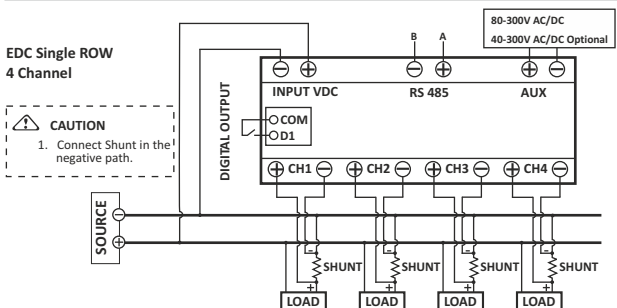 80-300V AC/DC
40-300V AC/DC Optional
B
A
EDC Single ROW
4 Channel
INPUT VDC
RS 485
AUX
CAUTION
1. Connect Shunt in the
negative path.
DIGITAL OUTPUT
COM
D1
CH1
CH2
CH3
CH4
SOURCE
SHUNT
SHUNT
SHUNT
SHUNT
LOAD
LOAD
LOAD
LOAD